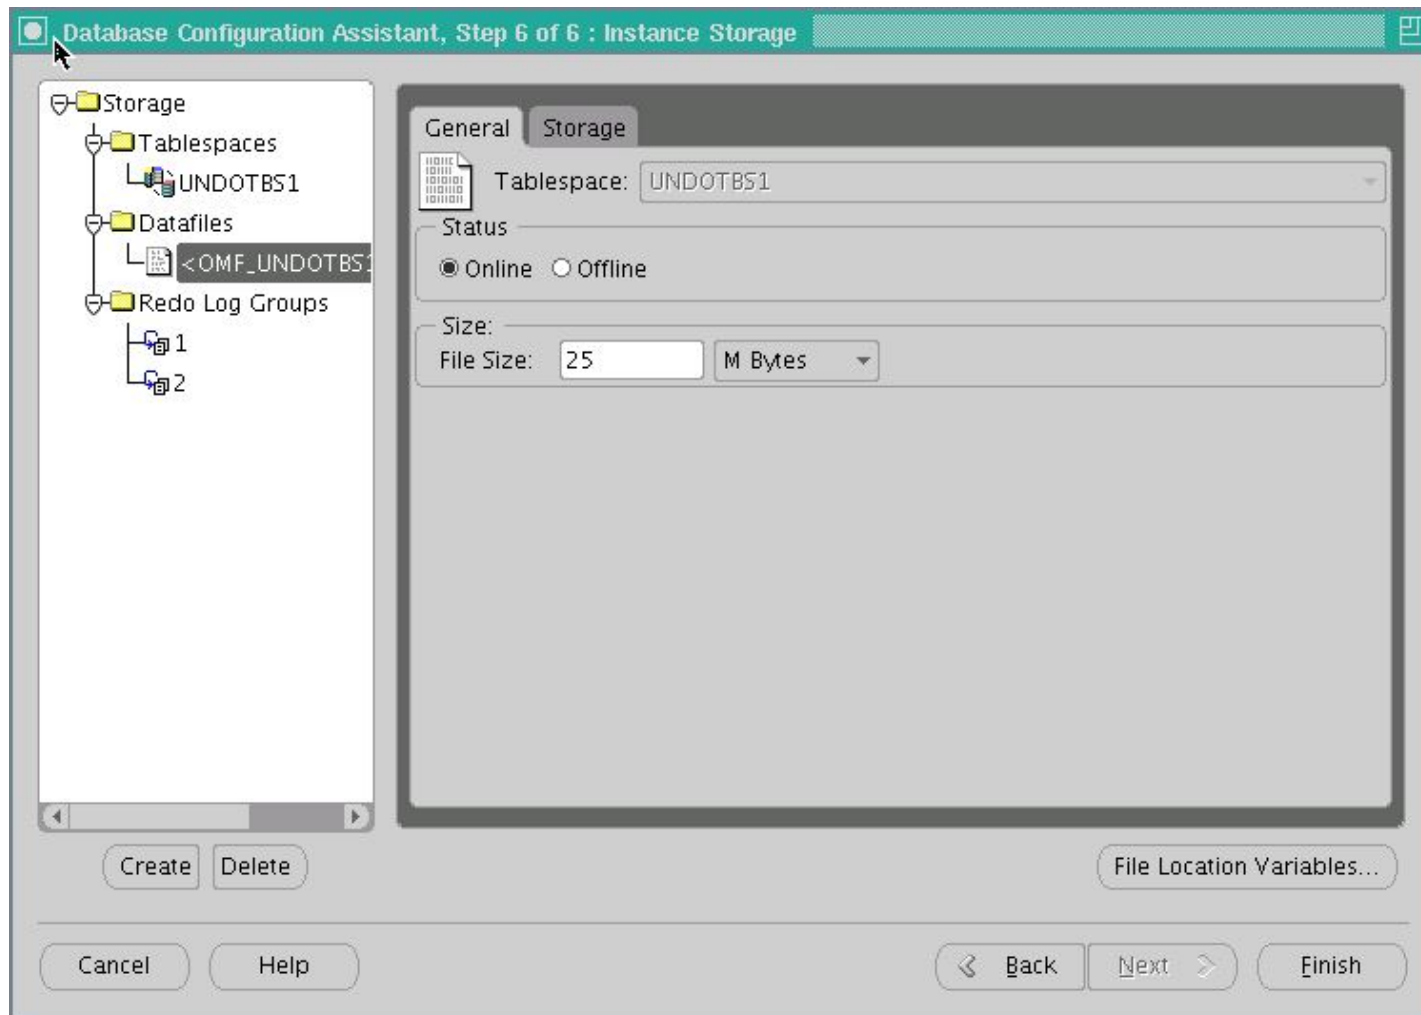 Database Configuration Assistant, Step 6 of 6 : Instance Storage
Storage
Tablespaces
UNDOTBS1
Datafiles
<OMF_UNDOTBS1
Redo Log Groups
1
2
General Storage
Tablespace: UNDOTBS1
Status
Online Offline
Size:
File Size: 25 M Bytes
Create Delete
File Location Variables...
Cancel Help Back Next Finish